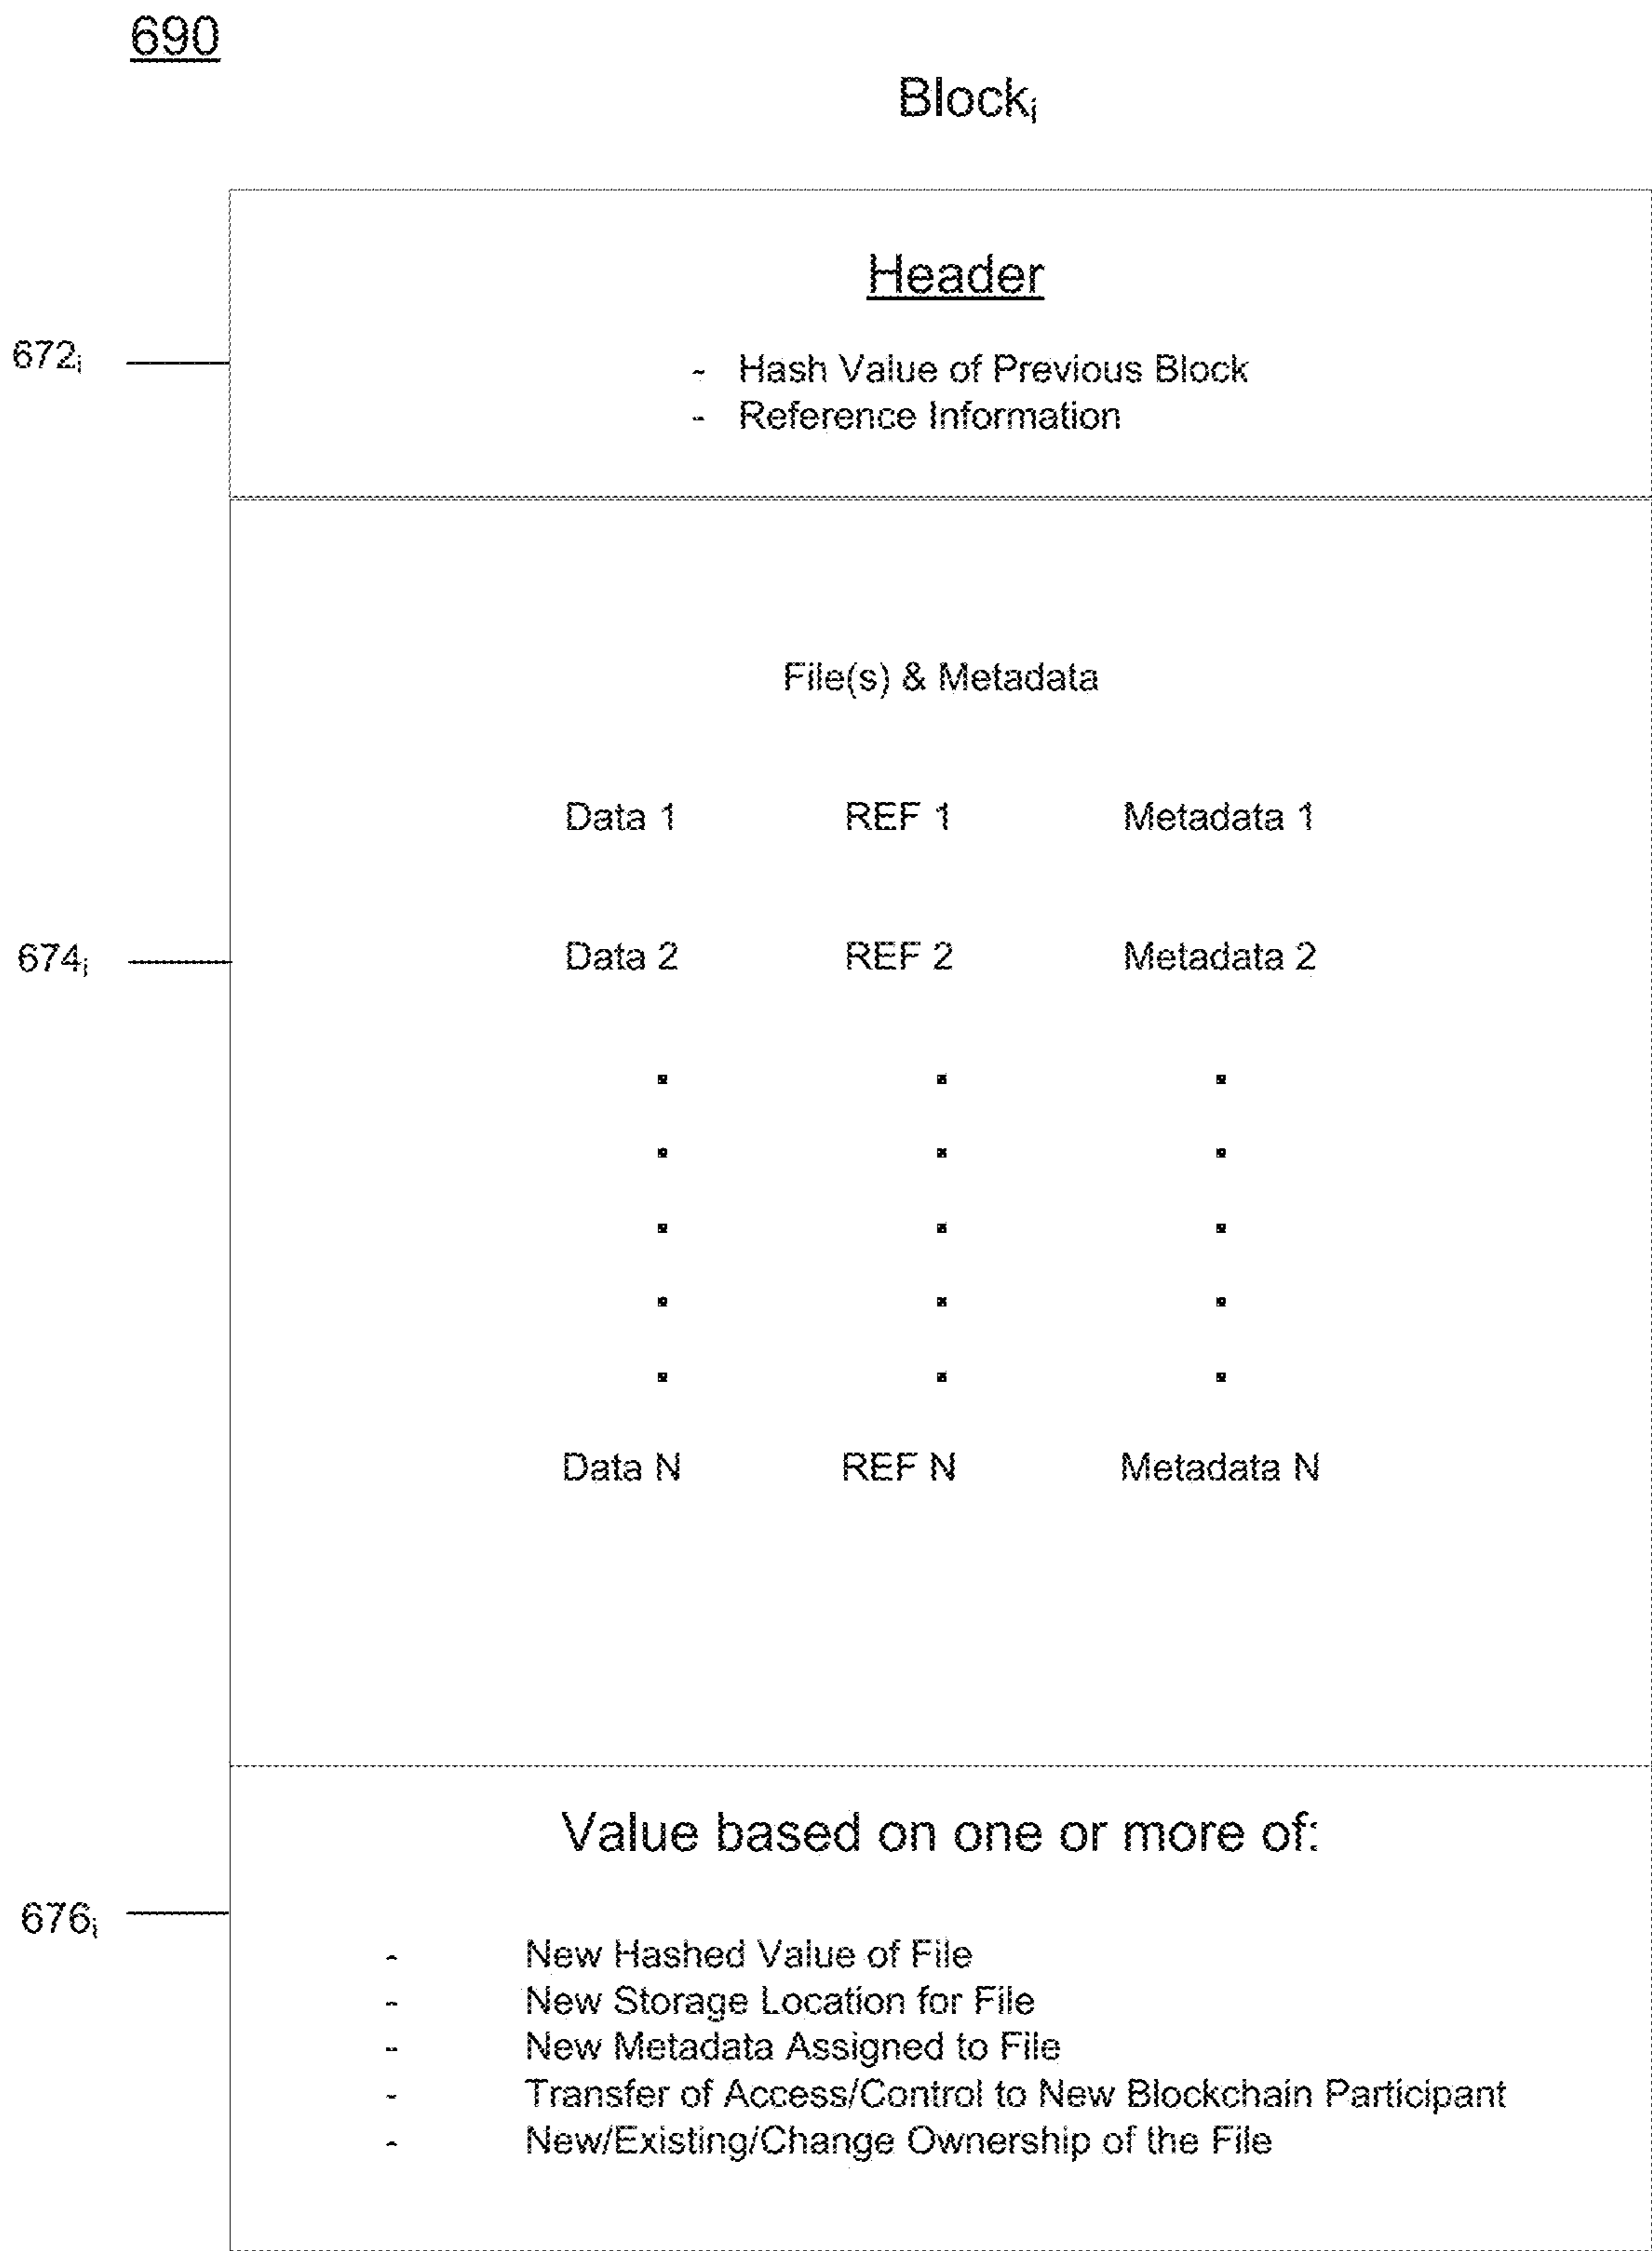 690
Blockᵢ
Header
- Hash Value of Previous Block
672ᵢ
- Reference Information
File(s) & Metadata
Data 1 REF 1 Metadata 1
674ᵢ Data 2 REF 2 Metadata 2
Data N REF N Metadata N
Value based on one or more of:
676ᵢ
- New Hashed Value of File
- New Storage Location for File
- New Metadata Assigned to File
- Transfer of Access/Control to New Blockchain Participant
- New/Existing/Change Ownership of the File